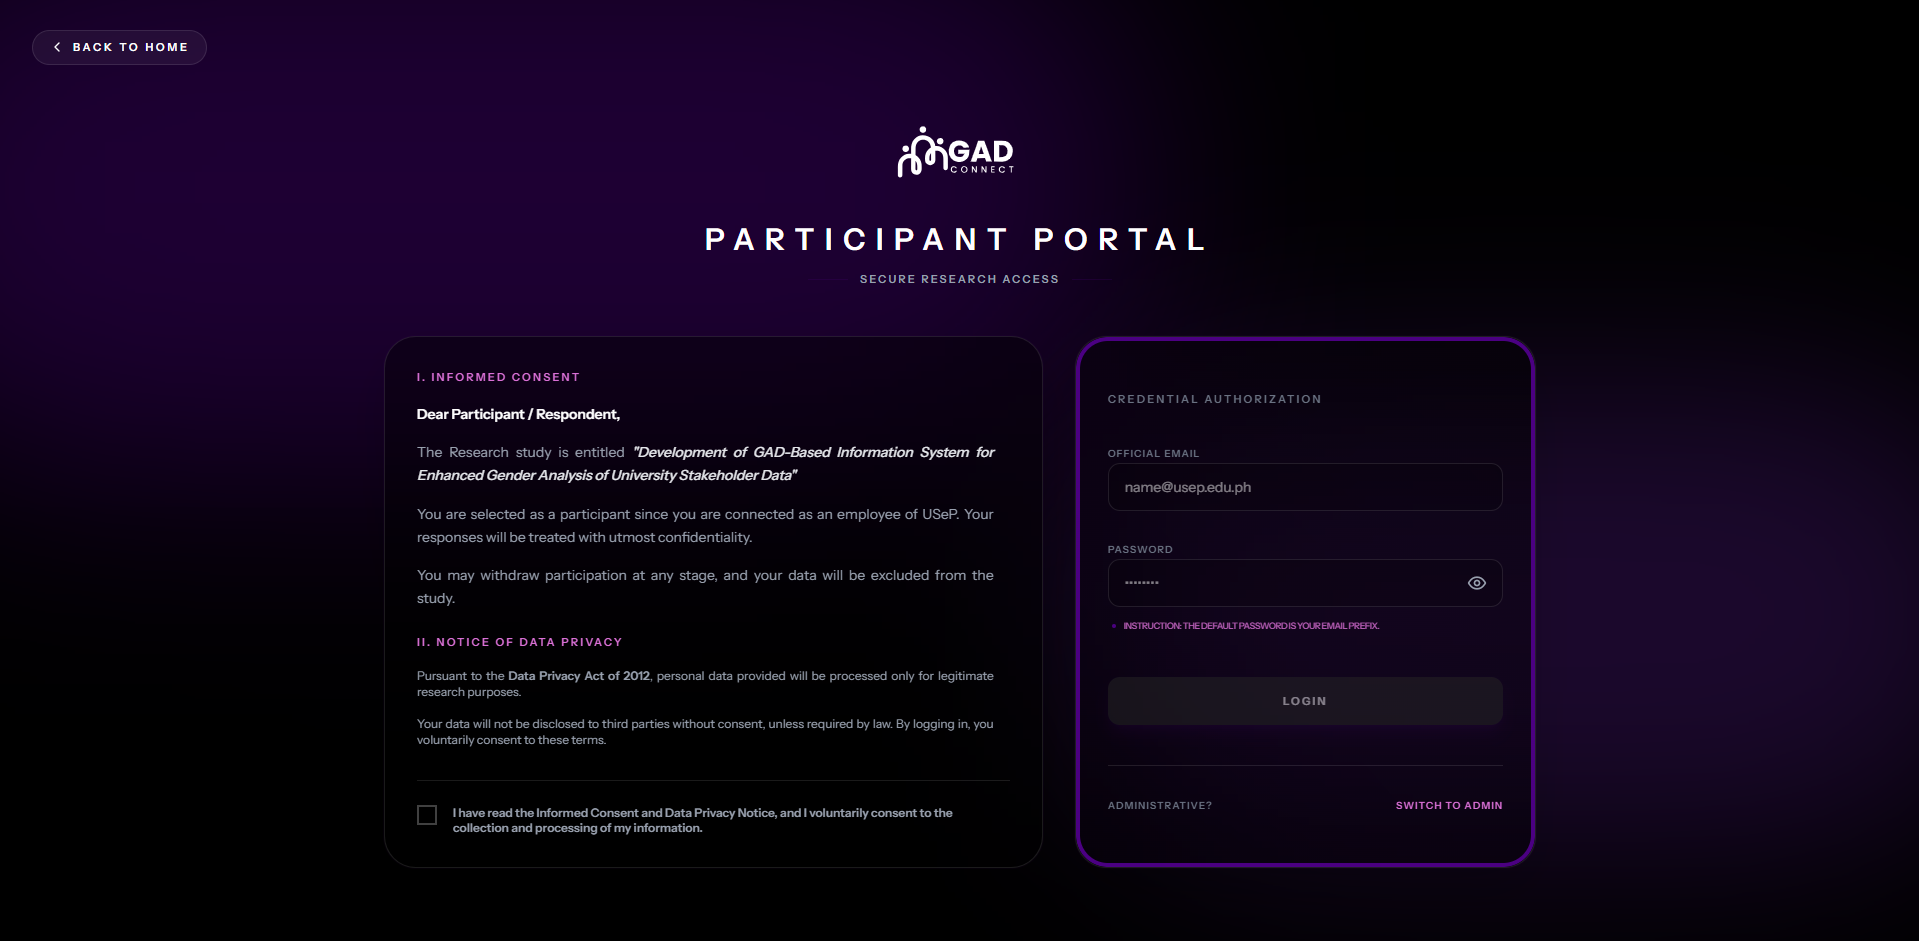 BACK TO HOME
GAD
CONNECT
PARTICIPANT PORTAL
SECURE RESEARCH ACCESS
I. INFORMED CONSENT
Dear Participant / Respondent,
The Research study is entitled "Development of GAD-Based Information System for
Enhanced Gender Analysis of University Stakeholder Data"
You are selected as a participant since you are connected as an employee of USeP. Your
responses will be treated with utmost confidentiality.
You may withdraw participation at any stage, and your data will be excluded from the
study.
II. NOTICE OF DATA PRIVACY
Pursuant to the Data Privacy Act of 2012, personal data provided will be processed only for legitimate
research purposes.
Your data will not be disclosed to third parties without consent, unless required by law. By logging in, you
voluntarily consent to these terms.
I have read the Informed Consent and Data Privacy Notice, and I voluntarily consent to the
collection and processing of my information.
CREDENTIAL AUTHORIZATION
OFFICIAL EMAIL
name@usep.edu.ph
PASSWORD
••••••••
INSTRUCTION: THE DEFAULT PASSWORD IS YOUR EMAIL PREFIX.
LOGIN
ADMINISTRATIVE?
SWITCH TO ADMIN